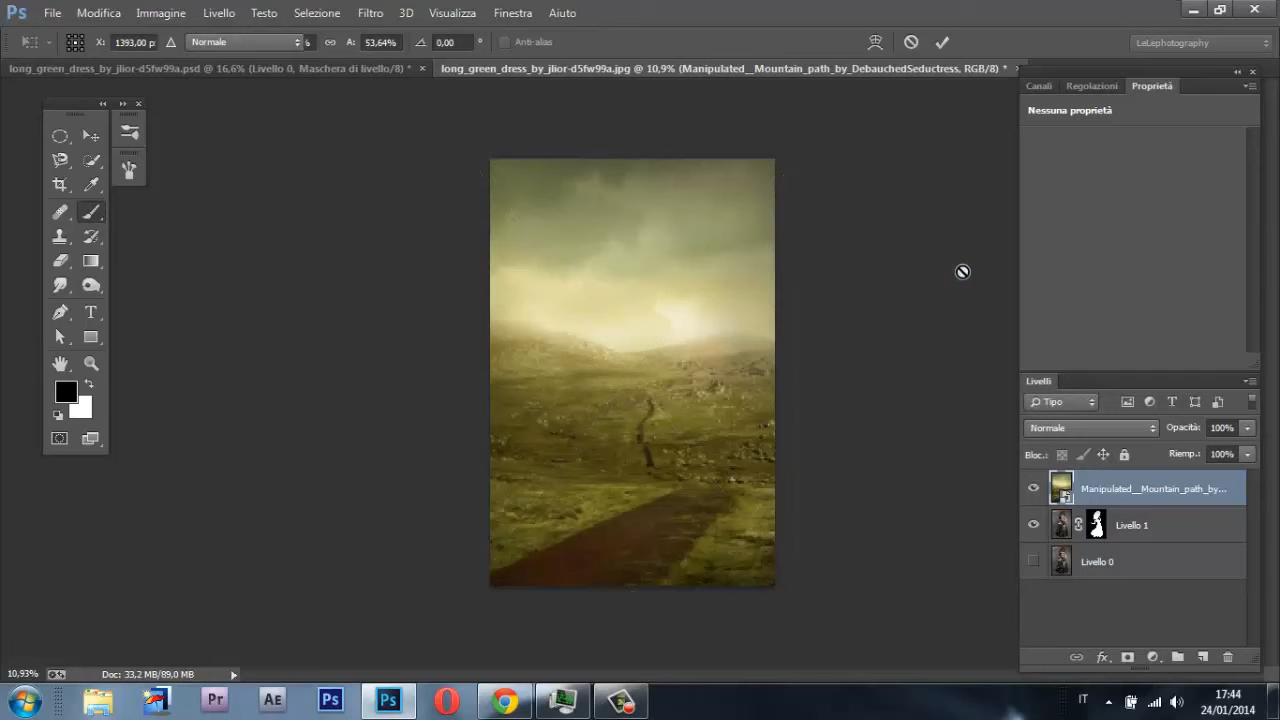 Ps File Modifica Immagine Livello Testo Selezione Filtro 3D Visualizza Finestra Aiuto
X: 1393,00 p Normale A: 53,64% 0,00 ° Anti-alias LeLephotography
long_green_dress_by_jlior-d5fw99a.psd @ 16,6% (Livello 0, Maschera di livello/8) * × long_green_dress_by_jlior-d5fw99a.jpg @ 10,9% (Manipulated__Mountain_path_by_DebauchedSeductress, RGB/8) *
Canali Regolazioni Proprietà
Nessuna proprietà
Livelli
Tipo
Normale Opacità: 100%
Bloc.: Riemp.: 100%
Manipulated__Mountain_path_by...
Livello 1
Livello 0
10,93% Doc: 33,2 MB/89,0 MB
Pr Ae Ps Ps IT 17:44
24/01/2014